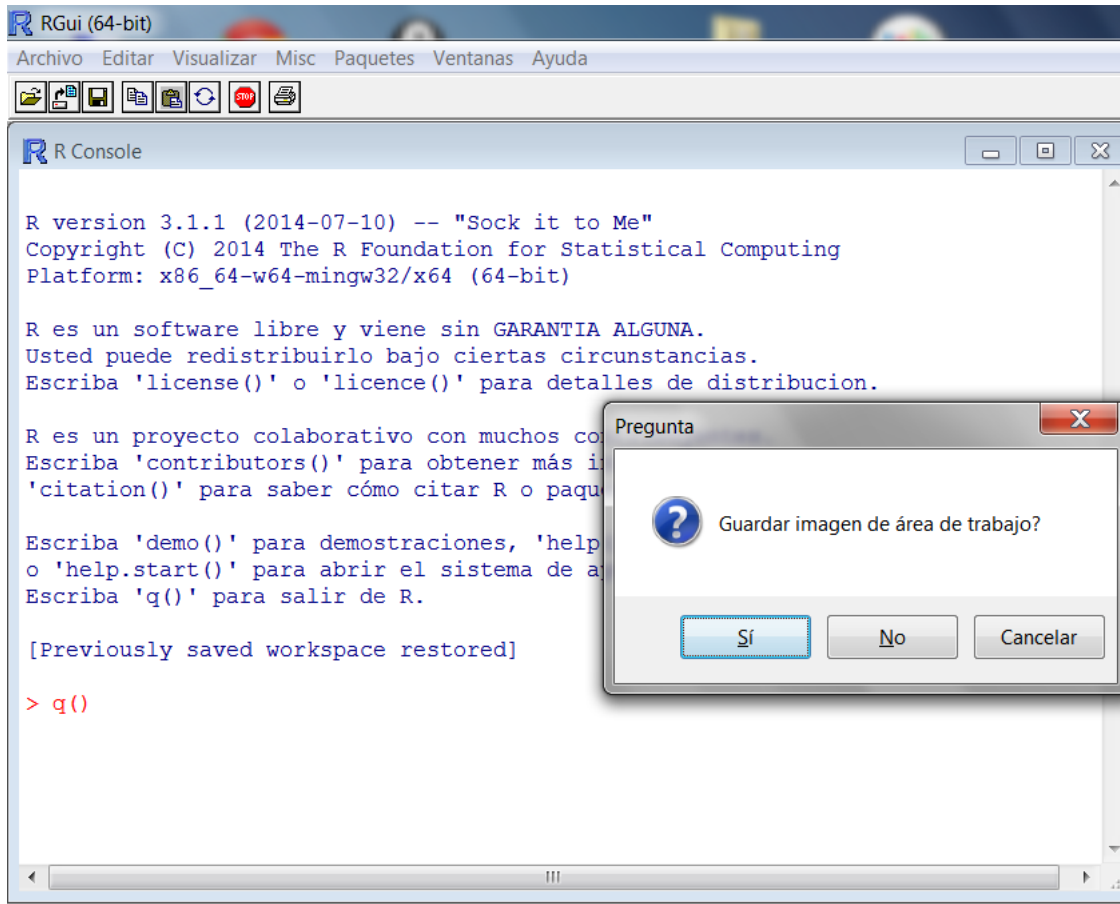 RGui (64-bit)
Archivo Editar Visualizar Misc Paquetes Ventanas Ayuda
STOP
R Console
R version 3.1.1 (2014-07-10) -- "Sock it to Me"
Copyright (C) 2014 The R Foundation for Statistical Computing
Platform: x86_64-w64-mingw32/x64 (64-bit)
R es un software libre y viene sin GARANTIA ALGUNA.
Usted puede redistribuirlo bajo ciertas circunstancias.
Escriba 'license()' o 'licence()' para detalles de distribucion.
R es un proyecto colaborativo con muchos co
Escriba 'contributors()' para obtener más i
'citation()' para saber cómo citar R o paqu
Escriba 'demo()' para demostraciones, 'help
o 'help.start()' para abrir el sistema de a
Escriba 'q()' para salir de R.
[Previously saved workspace restored]
> q()
Pregunta
Guardar imagen de área de trabajo?
Sí No Cancelar